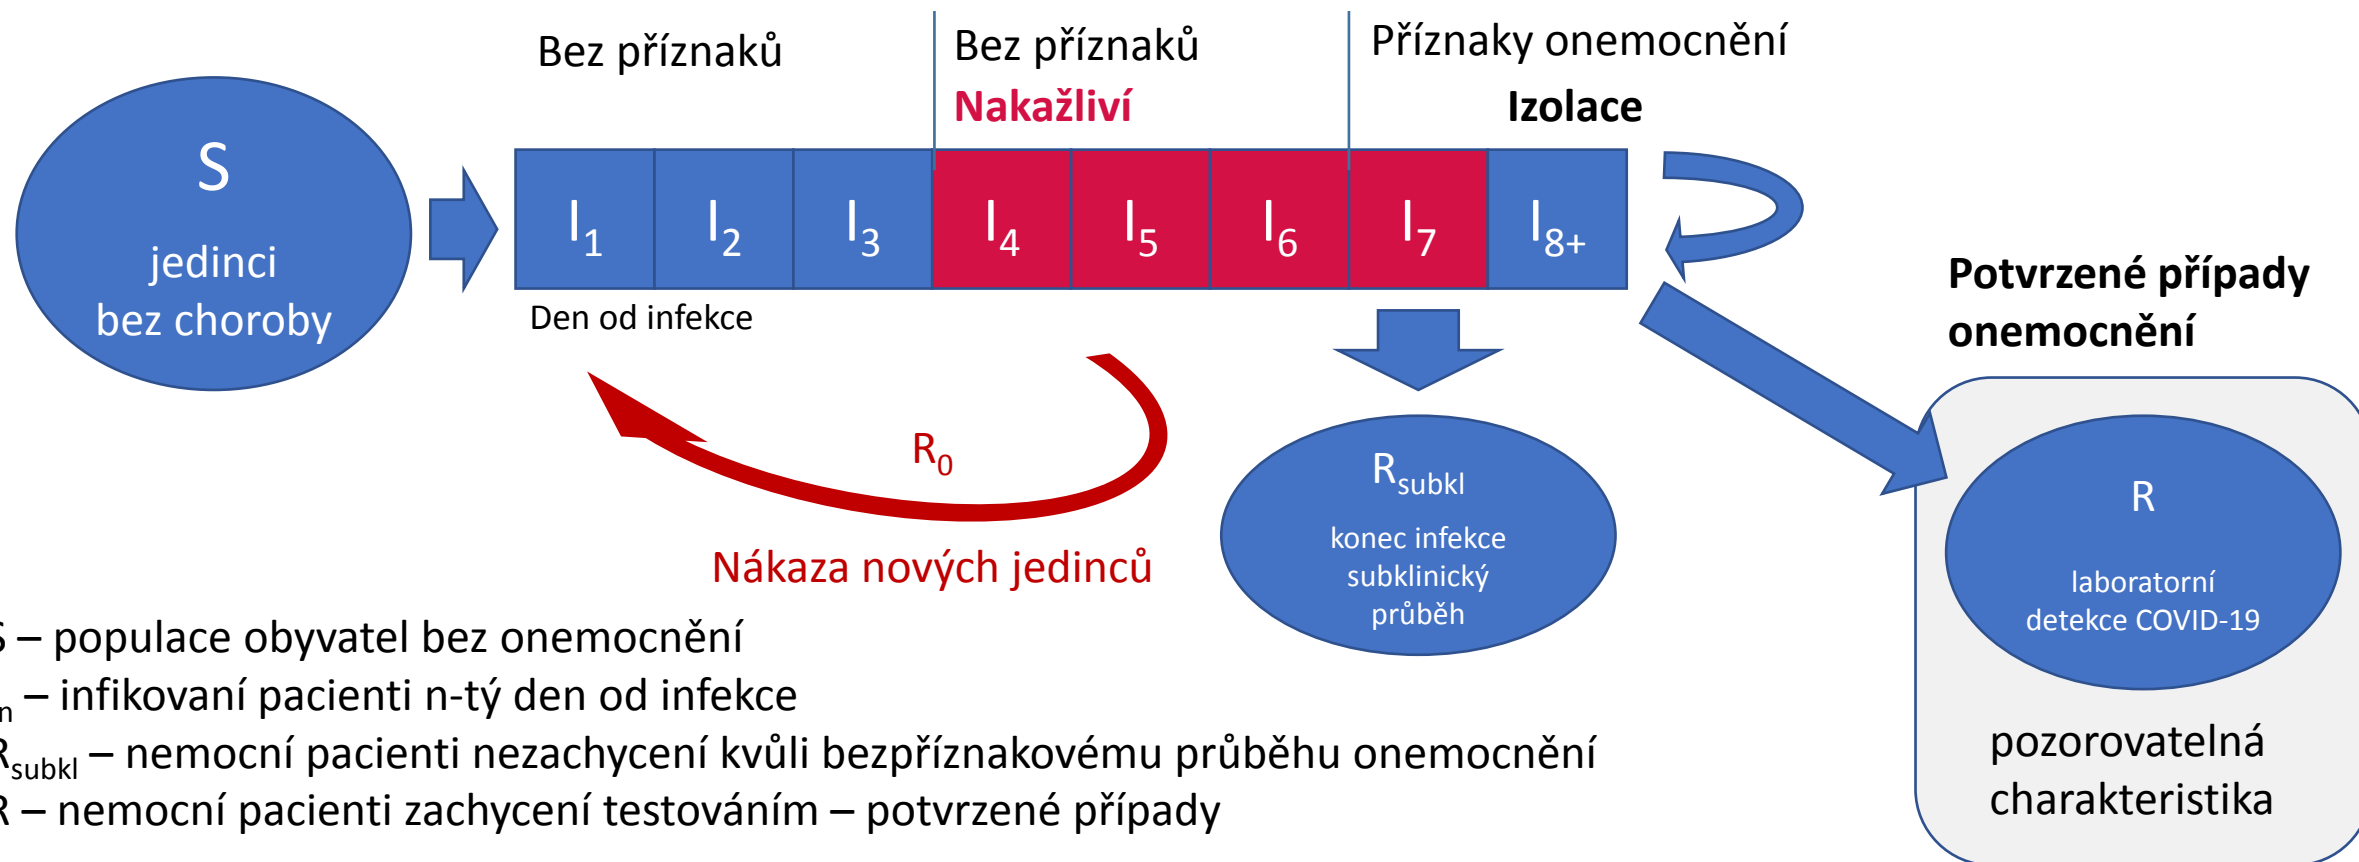 Bez příznaků
Bez příznaků
Nakažliví
Příznaky onemocnění
Izolace
S
jedinci
bez choroby
I1
I2
I3
I4
I5
I6
I7
I8+
Den od infekce
R0
Nákaza nových jedinců
Rsubkl
konec infekce
subklinický
průběh
Potvrzené případy
onemocnění
R
laboratorní
detekce COVID-19
pozorovatelná
charakteristika
S – populace obyvatel bez onemocnění
n – infikovaní pacienti n-tý den od infekce
Rsubkl – nemocní pacienti nezachycení kvůli bezpříznakovému průběhu onemocnění
R – nemocní pacienti zachycení testováním – potvrzené případy